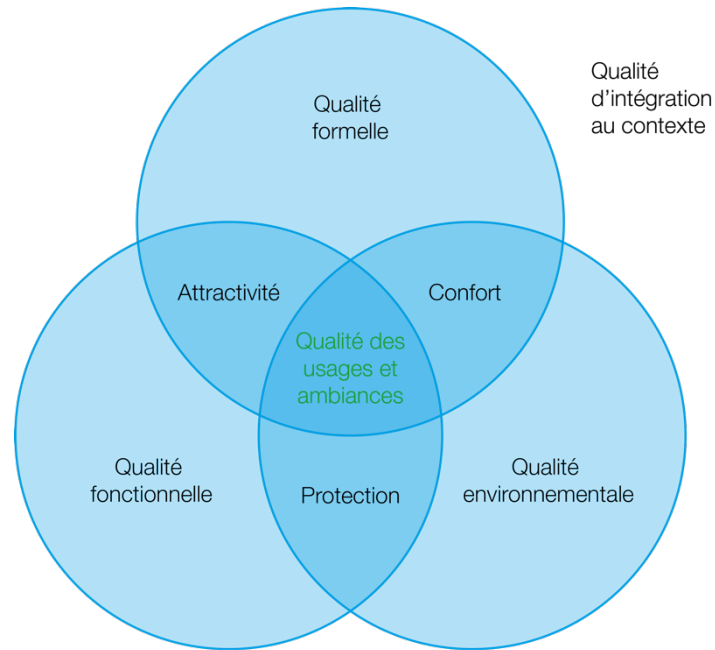 Qualité
formelle
Qualité
d'intégration
au contexte
Attractivité
Confort
Qualité des
usages et
ambiances
Qualité
fonctionnelle
Protection
Qualité
environnementale